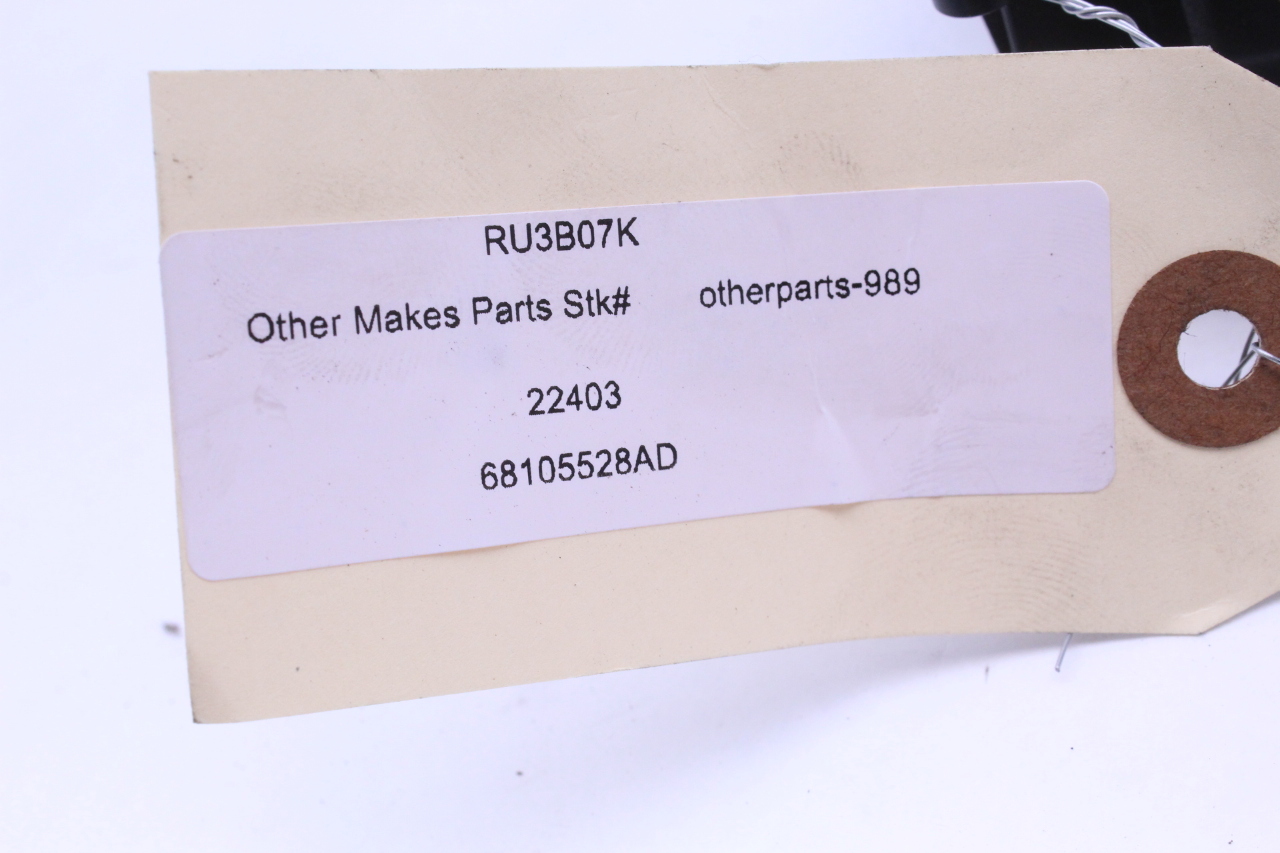 RU3B07K
Other Makes Parts Stk# otherparts-989
22403
68105528AD